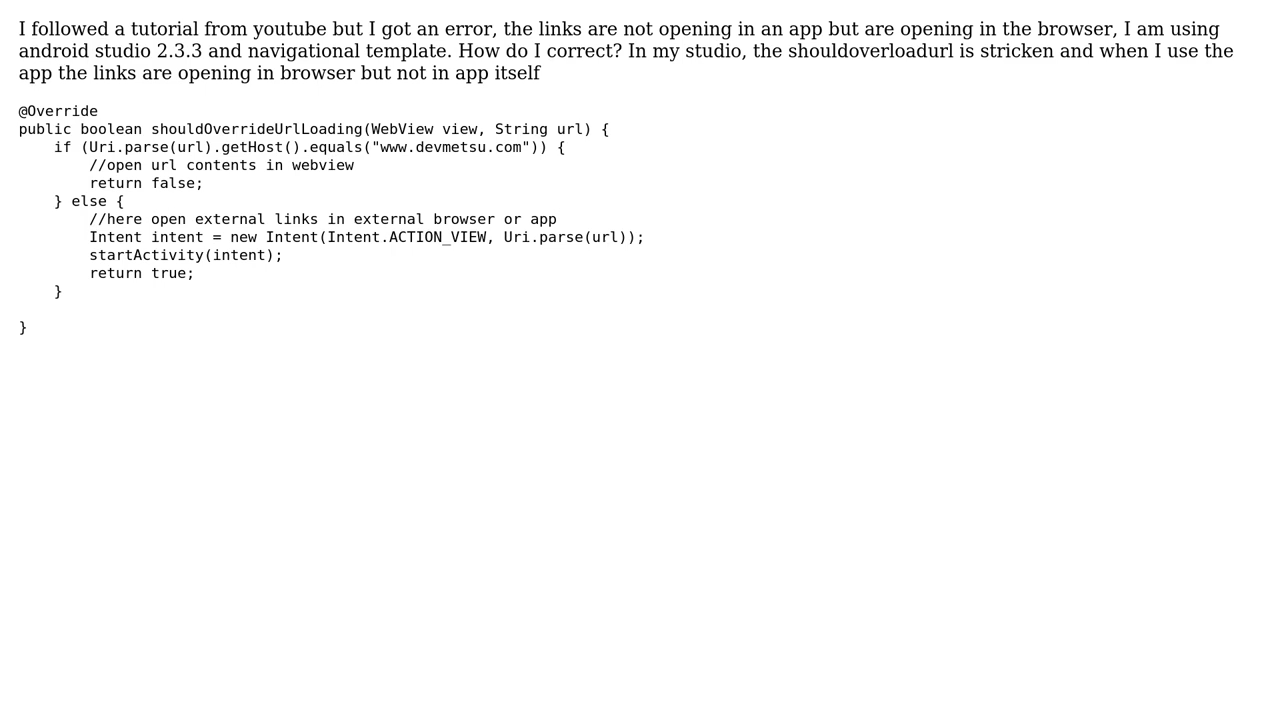 I followed a tutorial from youtube but I got an error, the links are not opening in an app but are opening in the browser, I am using
android studio 2.3.3 and navigational template. How do I correct? In my studio, the shouldoverloadurl is stricken and when I use the
app the links are opening in browser but not in app itself
@Override
public boolean shouldOverrideUrlLoading(WebView view, String url) {
    if (Uri.parse(url).getHost().equals("www.devmetsu.com")) {
        //open url contents in webview
        return false;
    } else {
        //here open external links in external browser or app
        Intent intent = new Intent(Intent.ACTION_VIEW, Uri.parse(url));
        startActivity(intent);
        return true;
    }
}